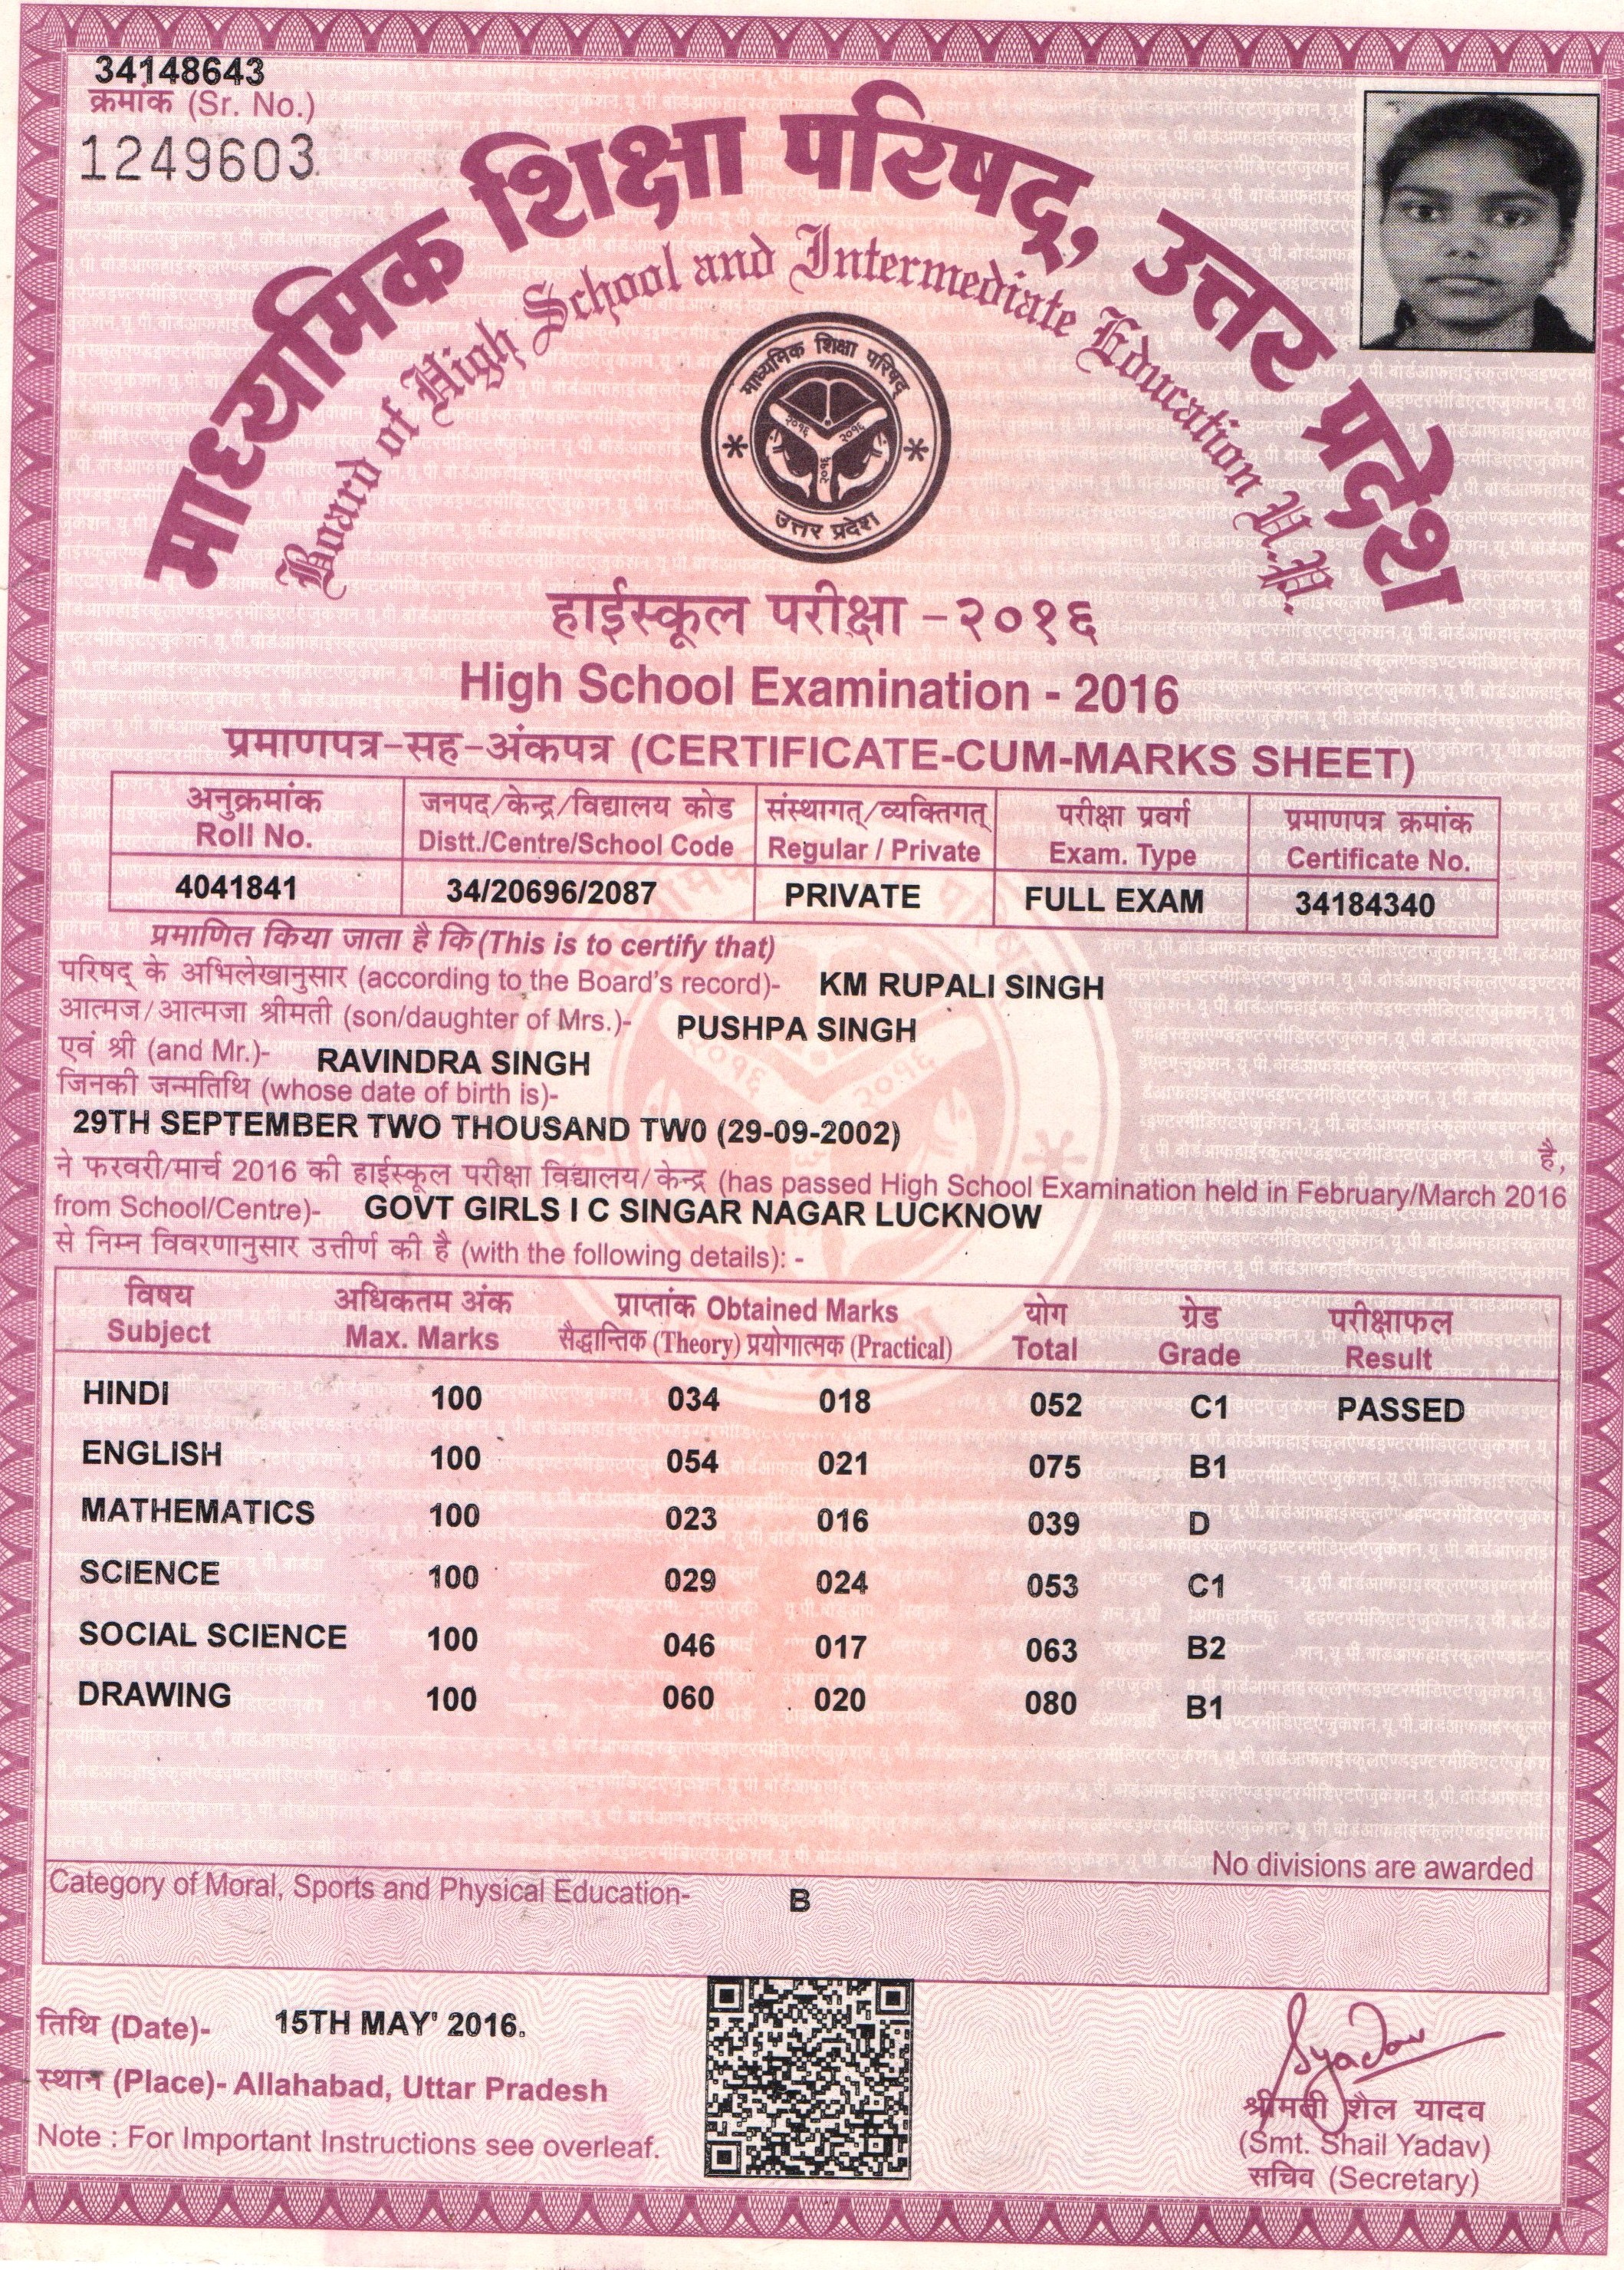 34148643
क्रमांक (Sr. No.)
1249603
माध्यमिक शिक्षा परिषद्, उत्तर प्रदेश
Board of High School and Intermediate Education U.P.
माध्यमिक शिक्षा परिषद्
२०१६ २०१६
२०१६
उत्तर प्रदेश
हाईस्कूल परीक्षा -२०१६
High School Examination - 2016
प्रमाणपत्र-सह-अंकपत्र (CERTIFICATE-CUM-MARKS SHEET)
अनुक्रमांक जनपद/केन्द्र/विद्यालय कोड संस्थागत्/व्यक्तिगत् परीक्षा प्रवर्ग प्रमाणपत्र क्रमांक
Roll No. Distt./Centre/School Code Regular / Private Exam. Type Certificate No.
4041841 34/20696/2087 PRIVATE FULL EXAM 34184340
प्रमाणित किया जाता है कि (This is to certify that)
परिषद् के अभिलेखानुसार (according to the Board's record)- KM RUPALI SINGH
आत्मज/आत्मजा श्रीमती (son/daughter of Mrs.)- PUSHPA SINGH
एवं श्री (and Mr.)- RAVINDRA SINGH
जिनकी जन्मतिथि (whose date of birth is)-
29TH SEPTEMBER TWO THOUSAND TW0 (29-09-2002)
है,
ने फरवरी/मार्च 2016 की हाईस्कूल परीक्षा विद्यालय/केन्द्र (has passed High School Examination held in February/March 2016
from School/Centre)- GOVT GIRLS I C SINGAR NAGAR LUCKNOW
से निम्न विवरणानुसार उत्तीर्ण की है (with the following details): -
विषय अधिकतम अंक प्राप्तांक Obtained Marks योग ग्रेड परीक्षाफल
Subject Max. Marks सैद्धान्तिक (Theory) प्रयोगात्मक (Practical) Total Grade Result
HINDI 100 034 018 052 C1 PASSED
ENGLISH 100 054 021 075 B1
MATHEMATICS 100 023 016 039 D
SCIENCE 100 029 024 053 C1
SOCIAL SCIENCE 100 046 017 063 B2
DRAWING 100 060 020 080 B1
No divisions are awarded
Category of Moral, Sports and Physical Education- B
तिथि (Date)- 15TH MAY' 2016.
स्थान (Place)- Allahabad, Uttar Pradesh
Note : For Important Instructions see overleaf.
Syadav
श्रीमती शैल यादव
(Smt. Shail Yadav)
सचिव (Secretary)